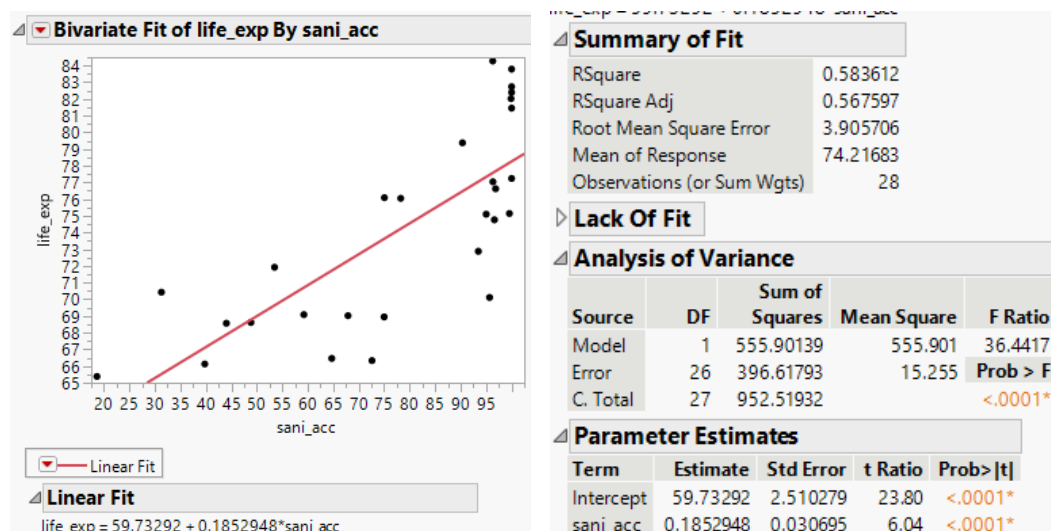 Bivariate Fit of life_exp By sani_acc
84
83
82
81
80
79
78
77
76
75
74
73
72
71
70
69
68
67
66
65
life_exp
20 25 30 35 40 45 50 55 60 65 70 75 80 85 90 95
sani_acc
Linear Fit
Linear Fit
life_exp = 59.73292 + 0.1852948*sani_acc
life_exp = 59.73292 + 0.1852948*sani_acc
Summary of Fit
RSquare 0.583612
RSquare Adj 0.567597
Root Mean Square Error 3.905706
Mean of Response 74.21683
Observations (or Sum Wgts) 28
Lack Of Fit
Analysis of Variance
Sum of
Source DF Squares Mean Square F Ratio
Model 1 555.90139 555.901 36.4417
Error 26 396.61793 15.255 Prob > F
C. Total 27 952.51932 <.0001*
Parameter Estimates
Term Estimate Std Error t Ratio Prob>|t|
Intercept 59.73292 2.510279 23.80 <.0001*
sani_acc 0.1852948 0.030695 6.04 <.0001*